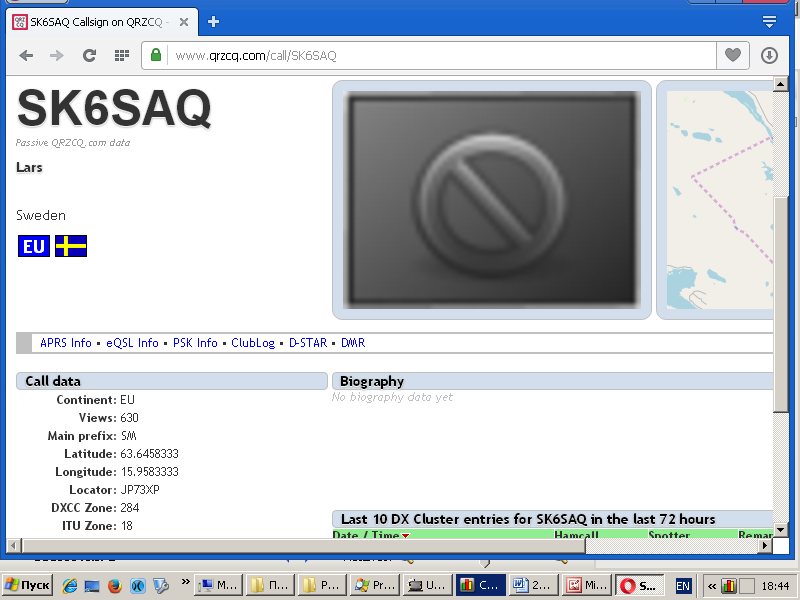 SK6SAQ Callsign on QRZCQ -
www.qrzcq.com/call/SK6SAQ
SK6SAQ
Passive QRZCQ.com data
Lars
Sweden
EU
APRS Info • eQSL Info • PSK Info • ClubLog • D-STAR • DMR
Call data
Continent: EU
Views: 630
Main prefix: SM
Latitude: 63.6458333
Longitude: 15.9583333
Locator: JP73XP
DXCC Zone: 284
ITU Zone: 18
Biography
No biography data yet
Last 10 DX Cluster entries for SK6SAQ in the last 72 hours
Date / Time Hamcall Spotter Remar
Пуск » M... П... P... Pr... U... C... 2... Mi... S... EN « 18:44